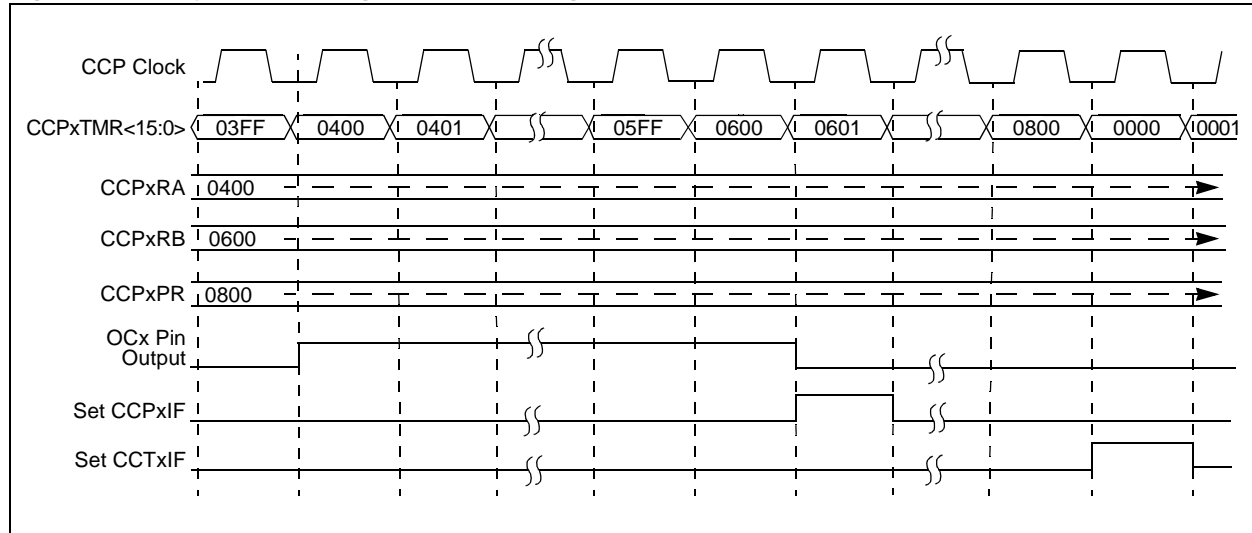 CCP Clock
CCPxTMR<15:0> 03FF 0400 0401 05FF 0600 0601 0800 0000 0001
CCPxRA 0400
CCPxRB 0600
CCPxPR 0800
OCx Pin
Output
Set CCPxIF
Set CCTxIF